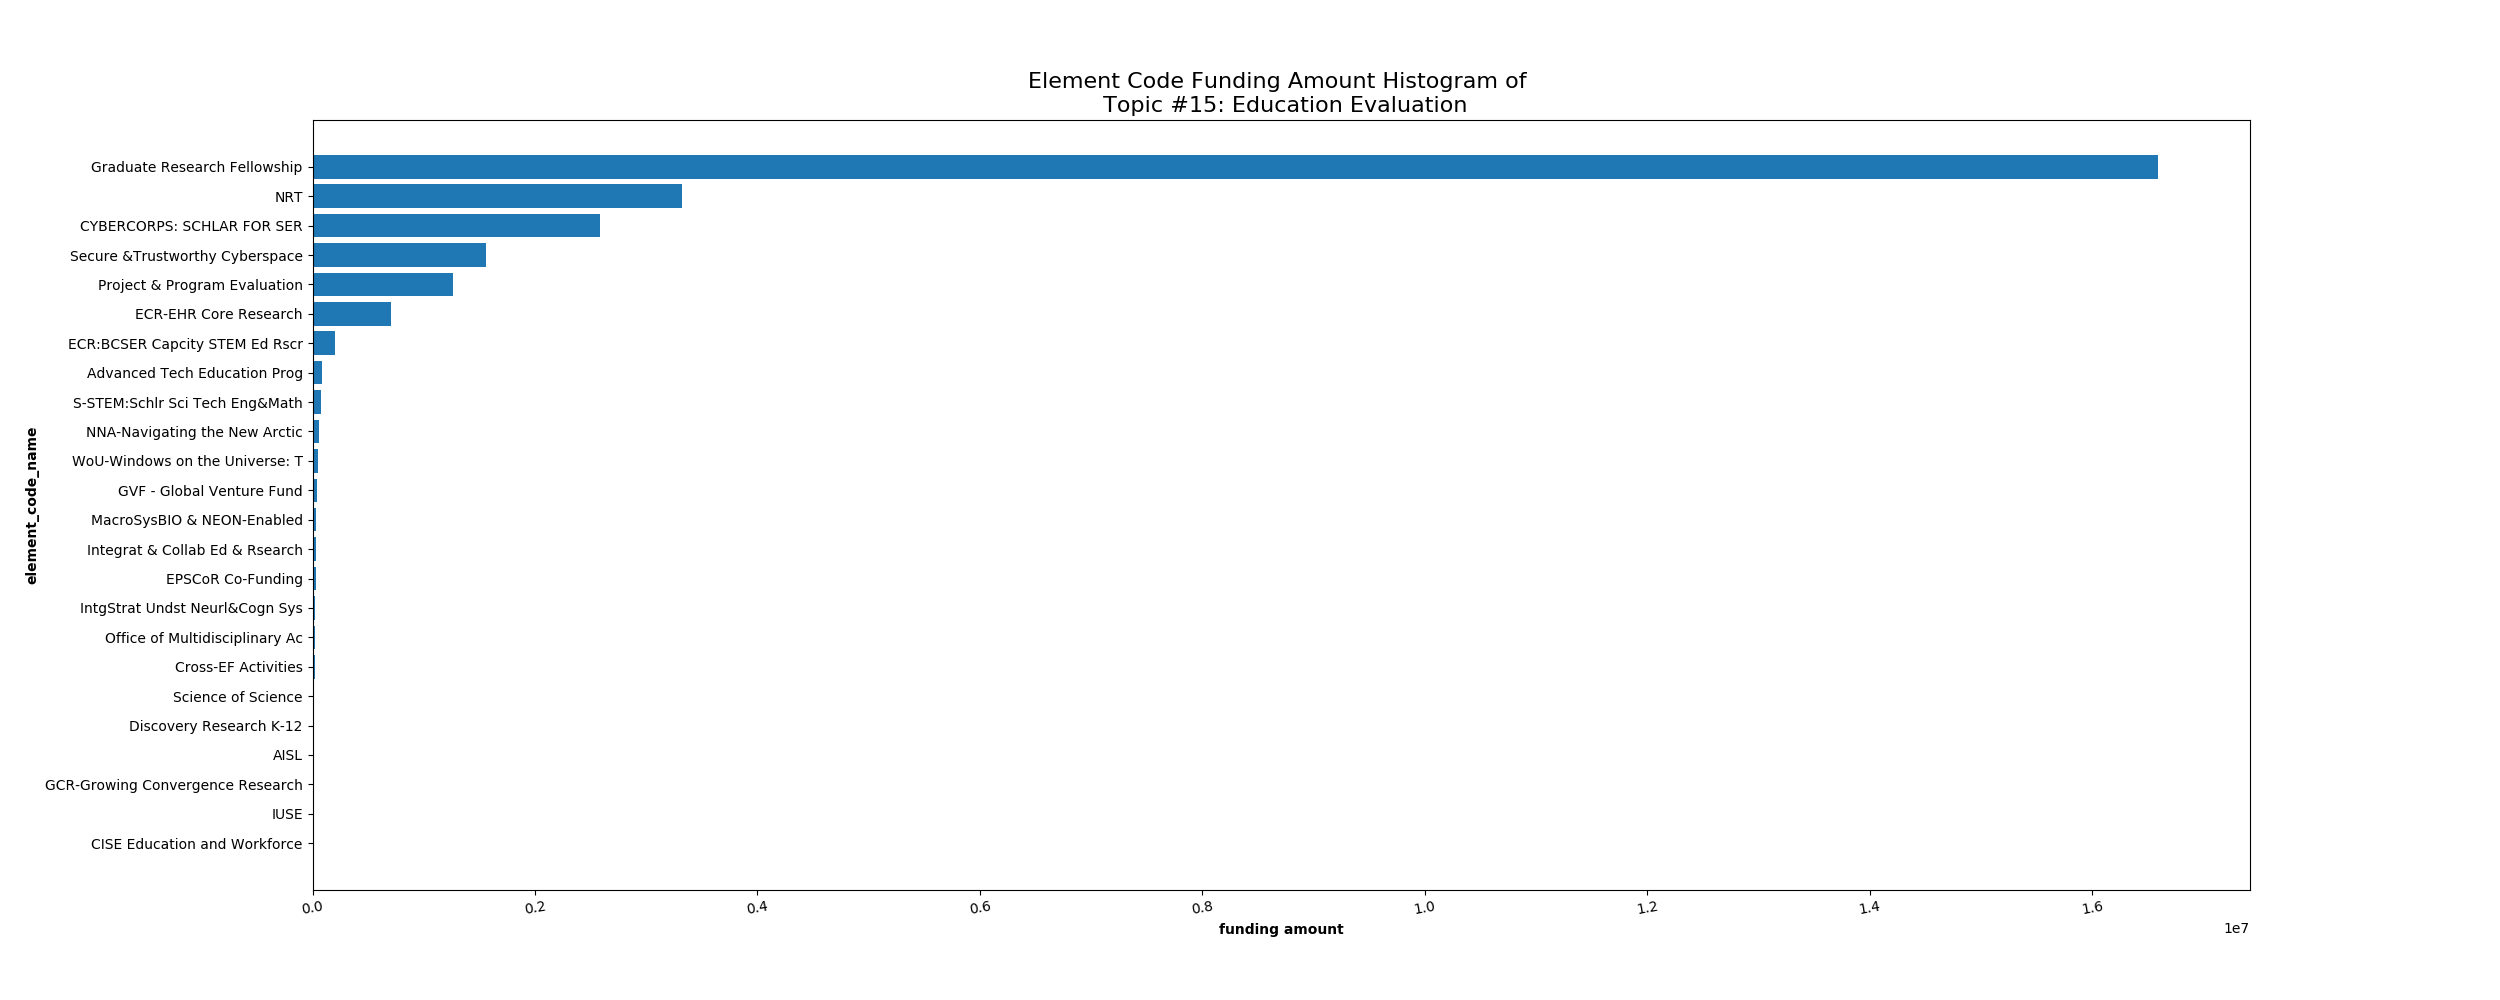 Element Code Funding Amount Histogram of
Topic #15: Education Evaluation
element_code_name
Graduate Research Fellowship
NRT
CYBERCORPS: SCHLAR FOR SER
Secure &Trustworthy Cyberspace
Project & Program Evaluation
ECR-EHR Core Research
ECR:BCSER Capcity STEM Ed Rscr
Advanced Tech Education Prog
S-STEM:Schlr Sci Tech Eng&Math
NNA-Navigating the New Arctic
WoU-Windows on the Universe: T
GVF - Global Venture Fund
MacroSysBIO & NEON-Enabled
Integrat & Collab Ed & Rsearch
EPSCoR Co-Funding
IntgStrat Undst Neurl&Cogn Sys
Office of Multidisciplinary Ac
Cross-EF Activities
Science of Science
Discovery Research K-12
AISL
GCR-Growing Convergence Research
IUSE
CISE Education and Workforce
0.0 0.2 0.4 0.6 0.8 1.0 1.2 1.4 1.6
funding amount
1e7